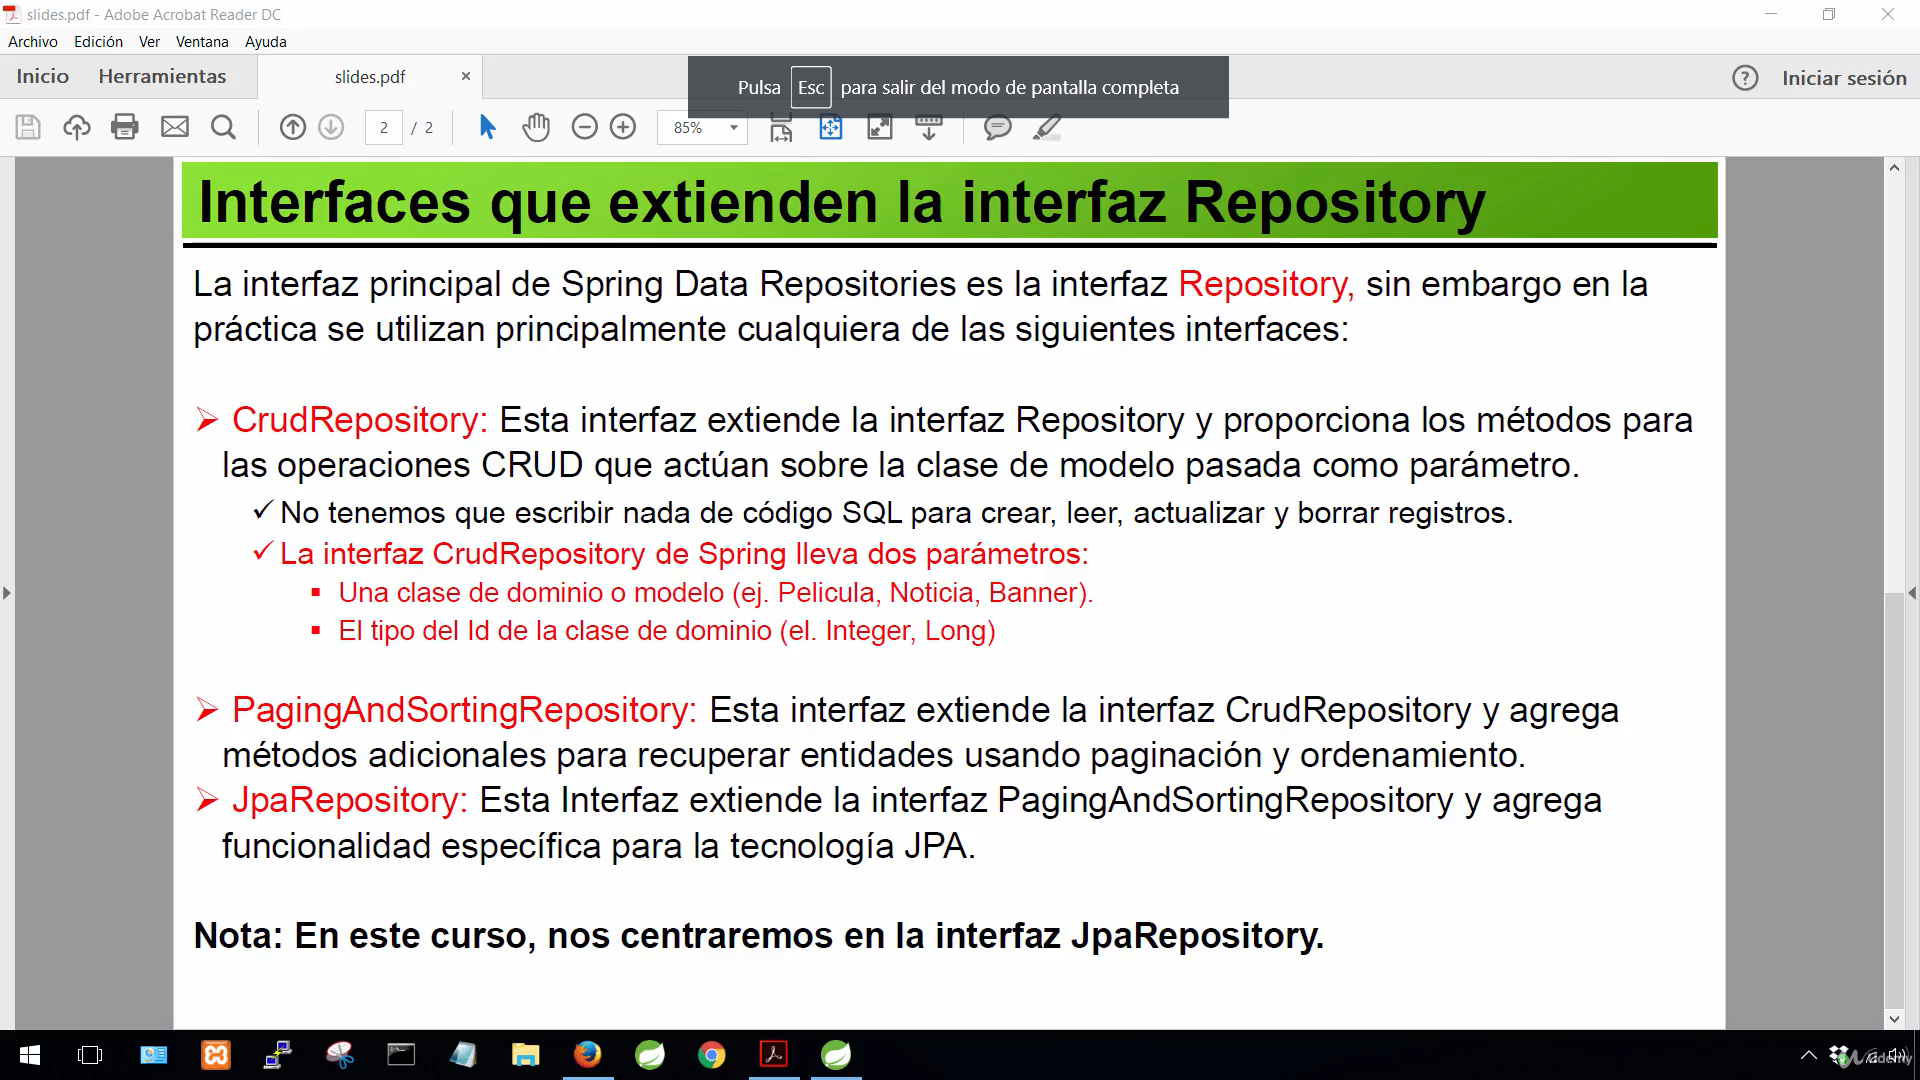 slides.pdf - Adobe Acrobat Reader DC
Archivo Edición Ver Ventana Ayuda
Inicio Herramientas slides.pdf × Iniciar sesión
Pulsa Esc para salir del modo de pantalla completa
2 / 2 85%
Interfaces que extienden la interfaz Repository
La interfaz principal de Spring Data Repositories es la interfaz Repository, sin embargo en la
práctica se utilizan principalmente cualquiera de las siguientes interfaces:
CrudRepository: Esta interfaz extiende la interfaz Repository y proporciona los métodos para
las operaciones CRUD que actúan sobre la clase de modelo pasada como parámetro.
No tenemos que escribir nada de código SQL para crear, leer, actualizar y borrar registros.
La interfaz CrudRepository de Spring lleva dos parámetros:
Una clase de dominio o modelo (ej. Pelicula, Noticia, Banner).
El tipo del Id de la clase de dominio (el. Integer, Long)
PagingAndSortingRepository: Esta interfaz extiende la interfaz CrudRepository y agrega
métodos adicionales para recuperar entidades usando paginación y ordenamiento.
JpaRepository: Esta Interfaz extiende la interfaz PagingAndSortingRepository y agrega
funcionalidad específica para la tecnología JPA.
Nota: En este curso, nos centraremos en la interfaz JpaRepository.